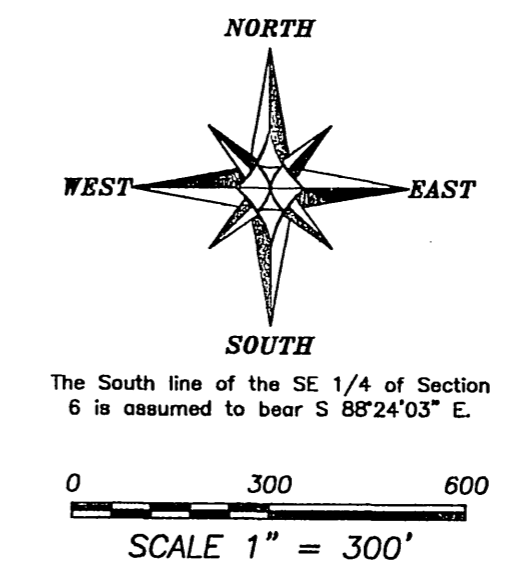 NORTH
WEST EAST
SOUTH
The South line of the SE 1/4 of Section
6 is assumed to bear S 88°24'03" E.
0 300 600
SCALE 1" = 300'